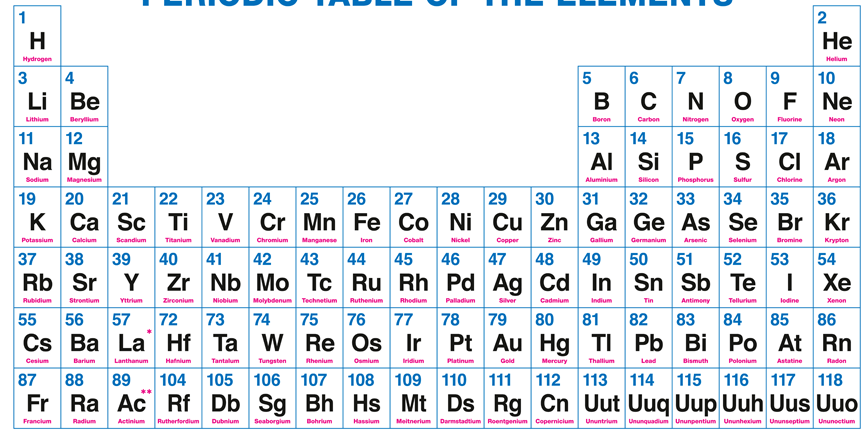 PERIODIC TABLE OF THE ELEMENTS
1 2
H He
Hydrogen Helium
3 4 5 6 7 8 9 10
Li Be B C N O F Ne
Lithium Beryllium Boron Carbon Nitrogen Oxygen Fluorine Neon
11 12 13 14 15 16 17 18
Na Mg Al Si P S Cl Ar
Sodium Magnesium Aluminium Silicon Phosphorus Sulfur Chlorine Argon
19 20 21 22 23 24 25 26 27 28 29 30 31 32 33 34 35 36
K Ca Sc Ti V Cr Mn Fe Co Ni Cu Zn Ga Ge As Se Br Kr
Potassium Calcium Scandium Titanium Vanadium Chromium Manganese Iron Cobalt Nickel Copper Zinc Gallium Germanium Arsenic Selenium Bromine Krypton
37 38 39 40 41 42 43 44 45 46 47 48 49 50 51 52 53 54
Rb Sr Y Zr Nb Mo Tc Ru Rh Pd Ag Cd In Sn Sb Te I Xe
Rubidium Strontium Yttrium Zirconium Niobium Molybdenum Technetium Ruthenium Rhodium Palladium Silver Cadmium Indium Tin Antimony Tellurium Iodine Xenon
55 56 57 72 73 74 75 76 77 78 79 80 81 82 83 84 85 86
Cs Ba La* Hf Ta W Re Os Ir Pt Au Hg Tl Pb Bi Po At Rn
Cesium Barium Lanthanum Hafnium Tantalum Tungsten Rhenium Osmium Iridium Platinum Gold Mercury Thallium Lead Bismuth Polonium Astatine Radon
87 88 89 104 105 106 107 108 109 110 111 112 113 114 115 116 117 118
Fr Ra Ac** Rf Db Sg Bh Hs Mt Ds Rg Cn Uut Uuq Uup Uuh Uus Uuo
Francium Radium Actinium Rutherfordium Dubnium Seaborgium Bohrium Hassium Meitnerium Darmstadtium Roentgenium Copernicium Ununtrium Ununquadium Ununpentium Ununhexium Ununseptium Ununoctium